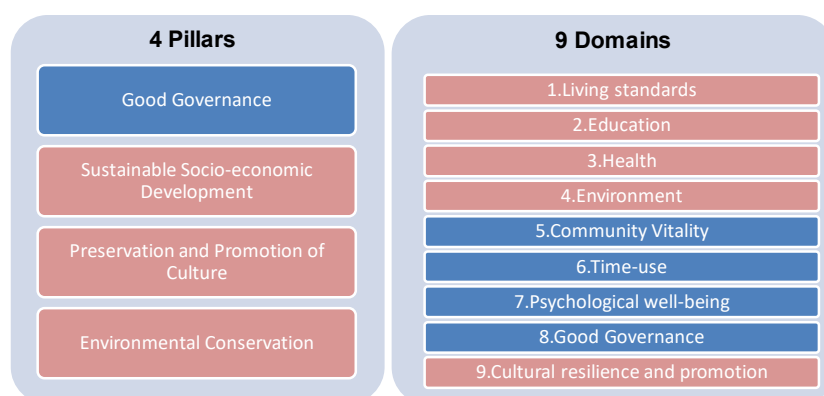 4 Pillars
Good Governance
Sustainable Socio-economic
Development
Preservation and Promotion of
Culture
Environmental Conservation
9 Domains
1.Living standards
2.Education
3.Health
4.Environment
5.Community Vitality
6.Time-use
7.Psychological well-being
8.Good Governance
9.Cultural resilience and promotion